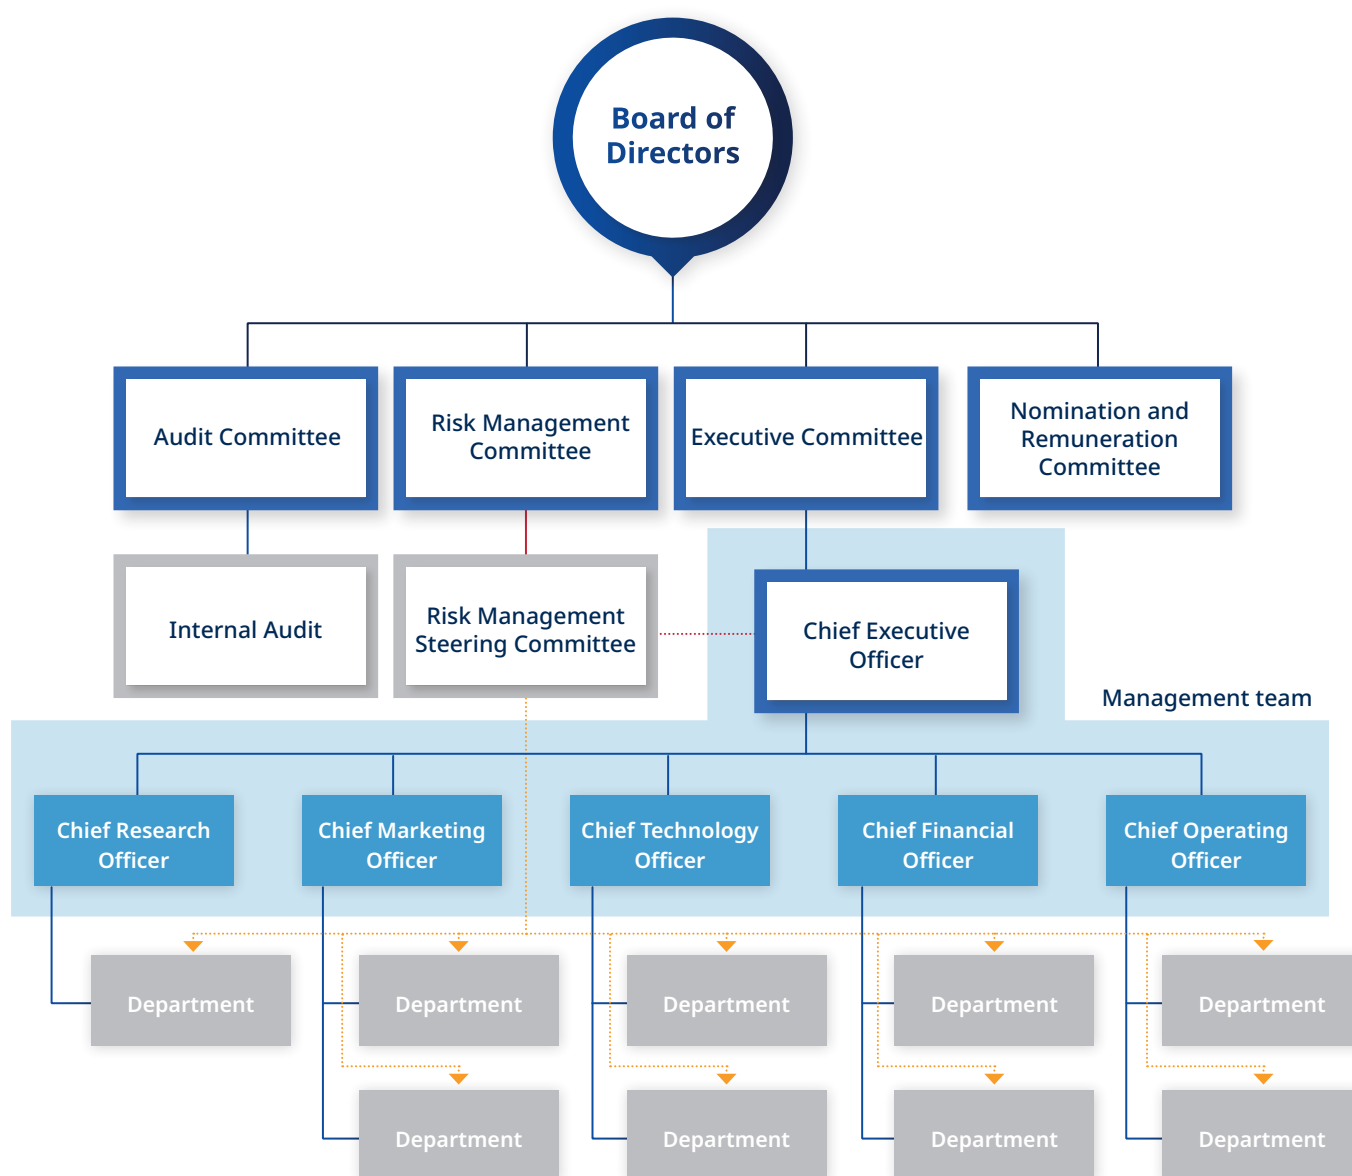 Board of
Directors
Audit Committee
Risk Management
Committee
Executive Committee
Nomination and
Remuneration
Committee
Internal Audit
Risk Management
Steering Committee
Chief Executive
Officer
Management team
Chief Research
Officer
Chief Marketing
Officer
Chief Technology
Officer
Chief Financial
Officer
Chief Operating
Officer
Department
Department
Department
Department
Department
Department
Department
Department
Department